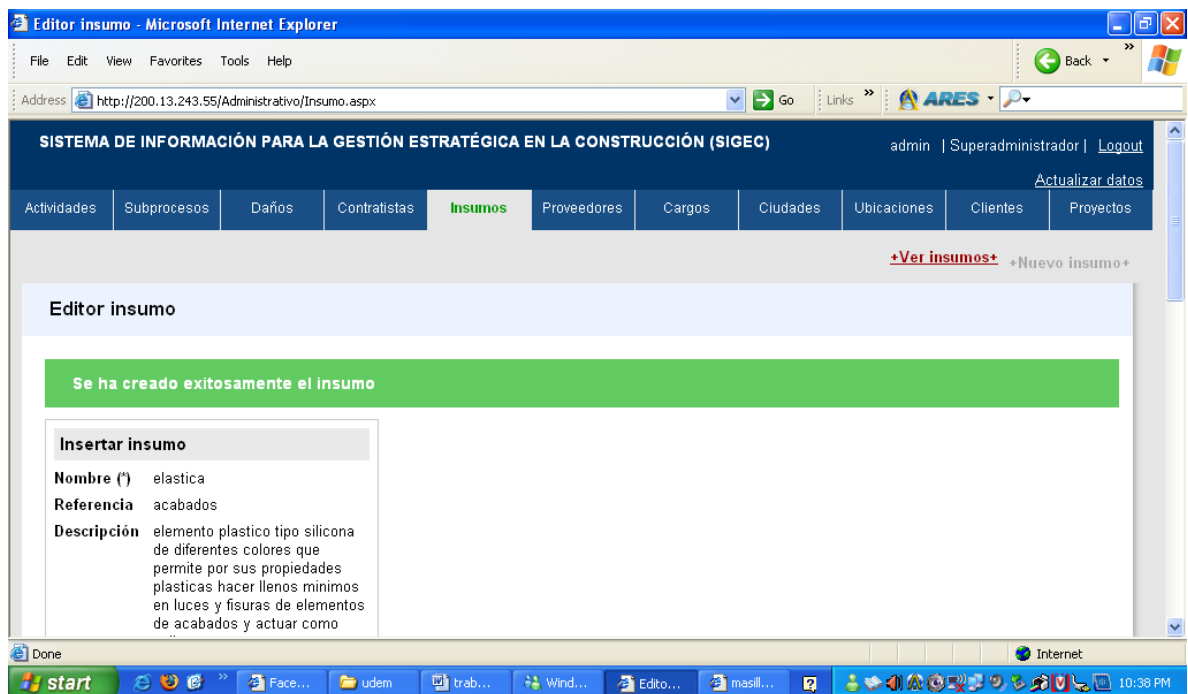 Editor insumo - Microsoft Internet Explorer
File Edit View Favorites Tools Help
Back
Address http://200.13.243.55/Administrativo/Insumo.aspx Go Links ARES
SISTEMA DE INFORMACIÓN PARA LA GESTIÓN ESTRATÉGICA EN LA CONSTRUCCIÓN (SIGEC)
admin | Superadministrador | Logout
Actualizar datos
Actividades Subprocesos Daños Contratistas Insumos Proveedores Cargos Ciudades Ubicaciones Clientes Proyectos
+Ver insumos+ +Nuevo insumo+
Editor insumo
Se ha creado exitosamente el insumo
Insertar insumo
Nombre (*) elastica
Referencia acabados
Descripción elemento plastico tipo silicona
de diferentes colores que
permite por sus propiedades
plasticas hacer llenos minimos
en luces y fisuras de elementos
de acabados y actuar como
Done Internet
start Face... udem trab... Wind... Edito... masill... 10:38 PM